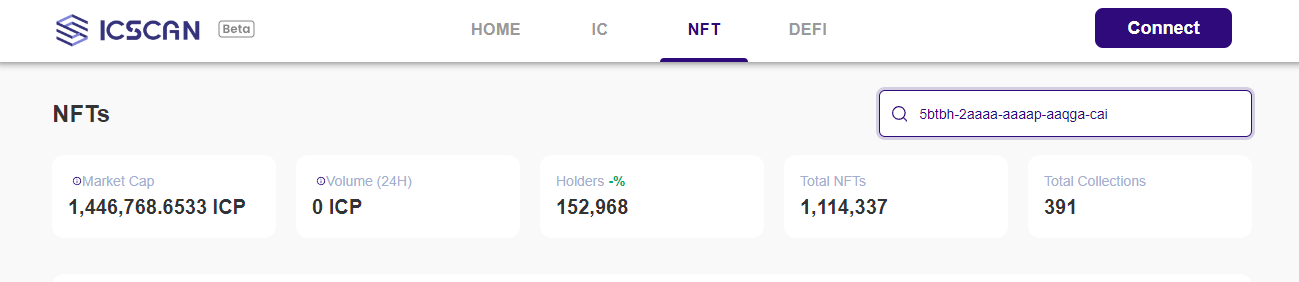 ICSCAN Beta HOME IC NFT DEFI Connect
NFTs
5btbh-2aaaa-aaaap-aaqga-cai
Market Cap
1,446,768.6533 ICP
Volume (24H)
0 ICP
Holders -%
152,968
Total NFTs
1,114,337
Total Collections
391